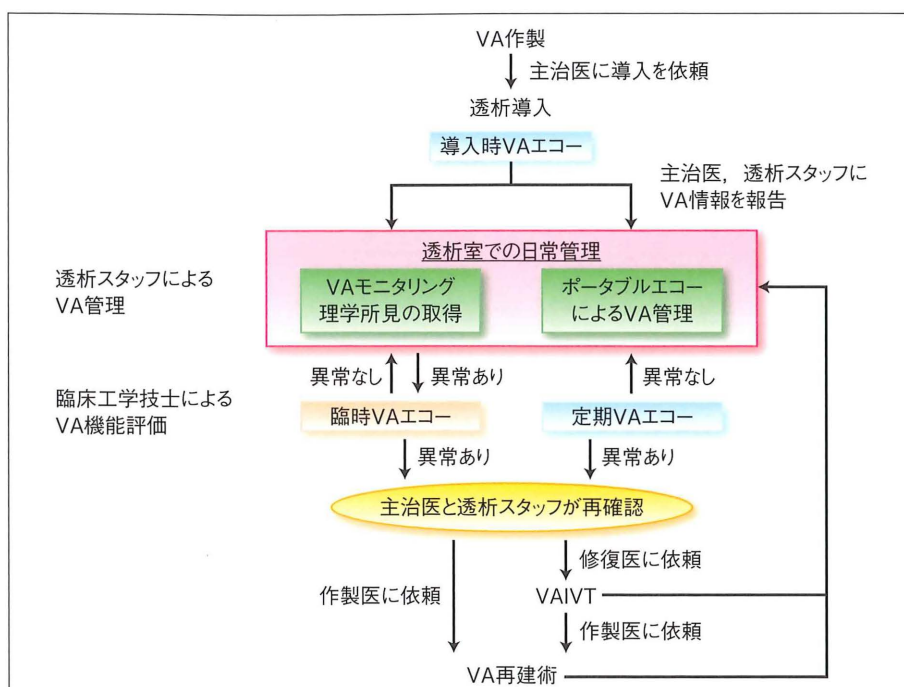 VA作製
主治医に導入を依頼
透析導入
導入時VAエコー
主治医，透析スタッフに
VA情報を報告
透析室での日常管理
透析スタッフによる
VA管理
VAモニタリング
理学所見の取得
ポータブルエコー
によるVA管理
異常なし
異常あり
異常なし
臨床工学技士による
VA機能評価
臨時VAエコー
定期VAエコー
異常あり
異常あり
主治医と透析スタッフが再確認
修復医に依頼
作製医に依頼
VAIVT
作製医に依頼
VA再建術